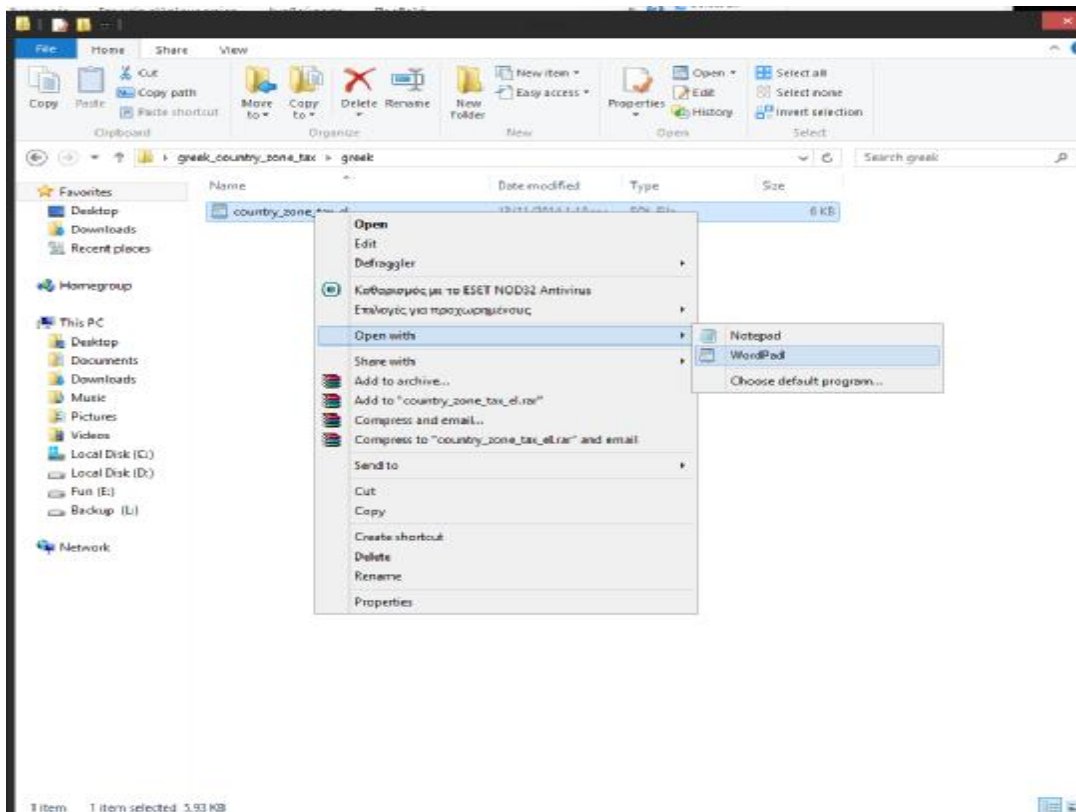 File Home Share View
Copy
Paste
Cut
Copy path
Paste shortcut
Clipboard
Move to
Copy to
Delete
Rename
Organize
New folder
New item
Easy access
New
Properties
Open
Edit
History
Open
Select all
Select none
Invert selection
Select
greek_country_zone_tax greek
Search greek
Name Date modified Type Size
country_zone_tax_el
6 KB
Favorites
Desktop
Downloads
Recent places
Homegroup
This PC
Desktop
Documents
Downloads
Music
Pictures
Videos
Local Disk (C:)
Local Disk (D:)
Fun (E:)
Backup (L:)
Network
Open
Edit
Defraggler
Καθαρισμός με το ESET NOD32 Antivirus
Επιλογές για προχωρημένους
Open with
Share with
Add to archive...
Add to "country_zone_tax_el.rar"
Compress and email...
Compress to "country_zone_tax_el.rar" and email
Send to
Cut
Copy
Create shortcut
Delete
Rename
Properties
Notepad
WordPad
Choose default program...
1 item 1 item selected 5.93 KB